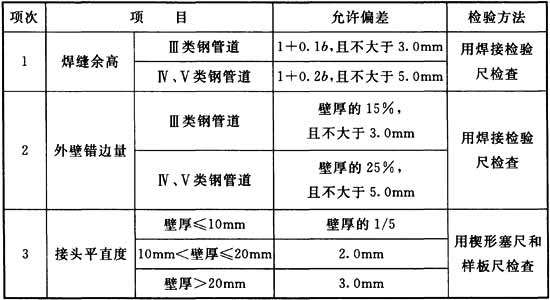 项次 项 目 允许偏差 检验方法
1 焊缝余高 Ⅲ类钢管道 1+0.1b,且不大于 3.0mm 用焊接检验
尺检查
Ⅳ、Ⅴ类钢管道 1+0.2b,且不大于 5.0mm
2 外壁错边量 Ⅲ类钢管道 壁厚的 15%,
且不大于 3.0mm 用焊接检验
尺检查
Ⅳ、Ⅴ类钢管道 壁厚的 25%,
且不大于 5.0mm
3 接头平直度 壁厚≤10mm 壁厚的 1/5 用楔形塞尺和
样板尺检查
10mm<壁厚≤20mm 2.0mm
壁厚>20mm 3.0mm